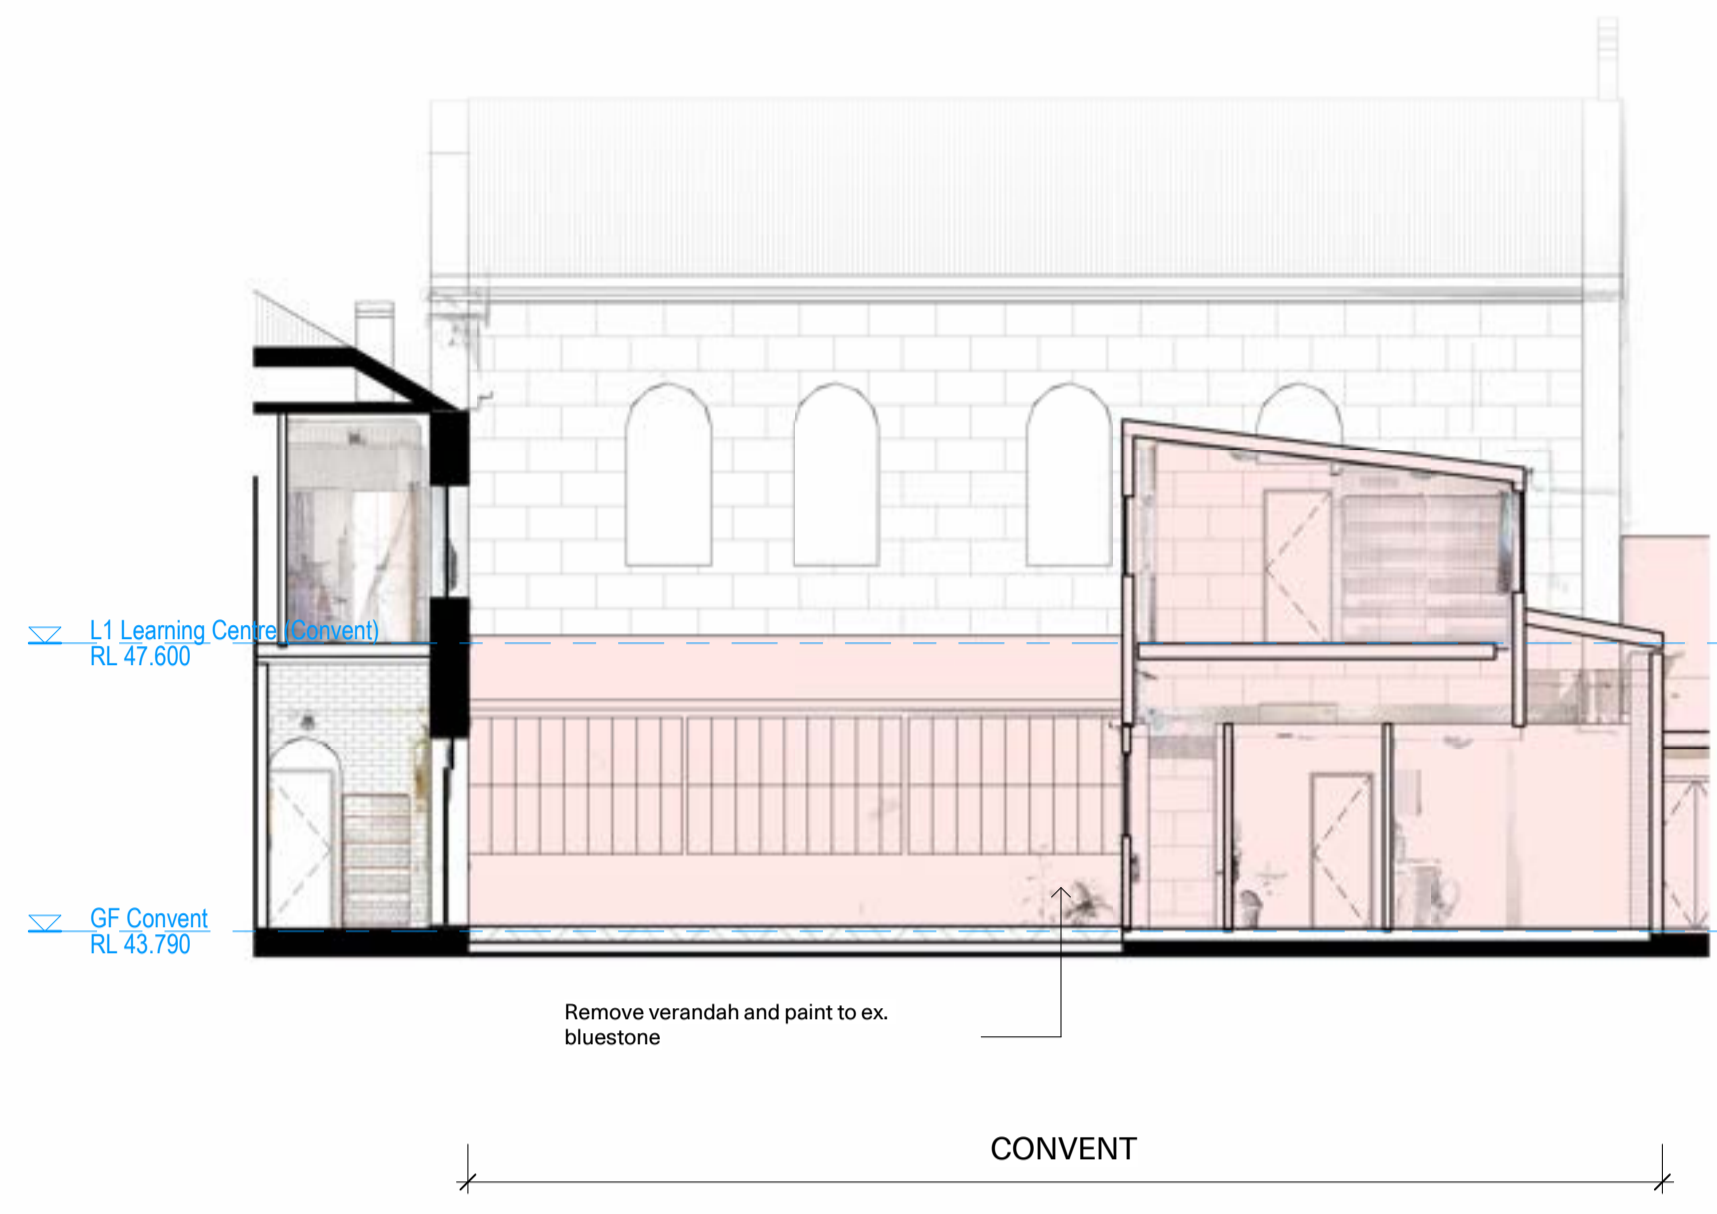 L1 Learning Centre (Convent)
RL 47.600
GF Convent
RL 43.790
Remove verandah and paint to ex.
bluestone
CONVENT